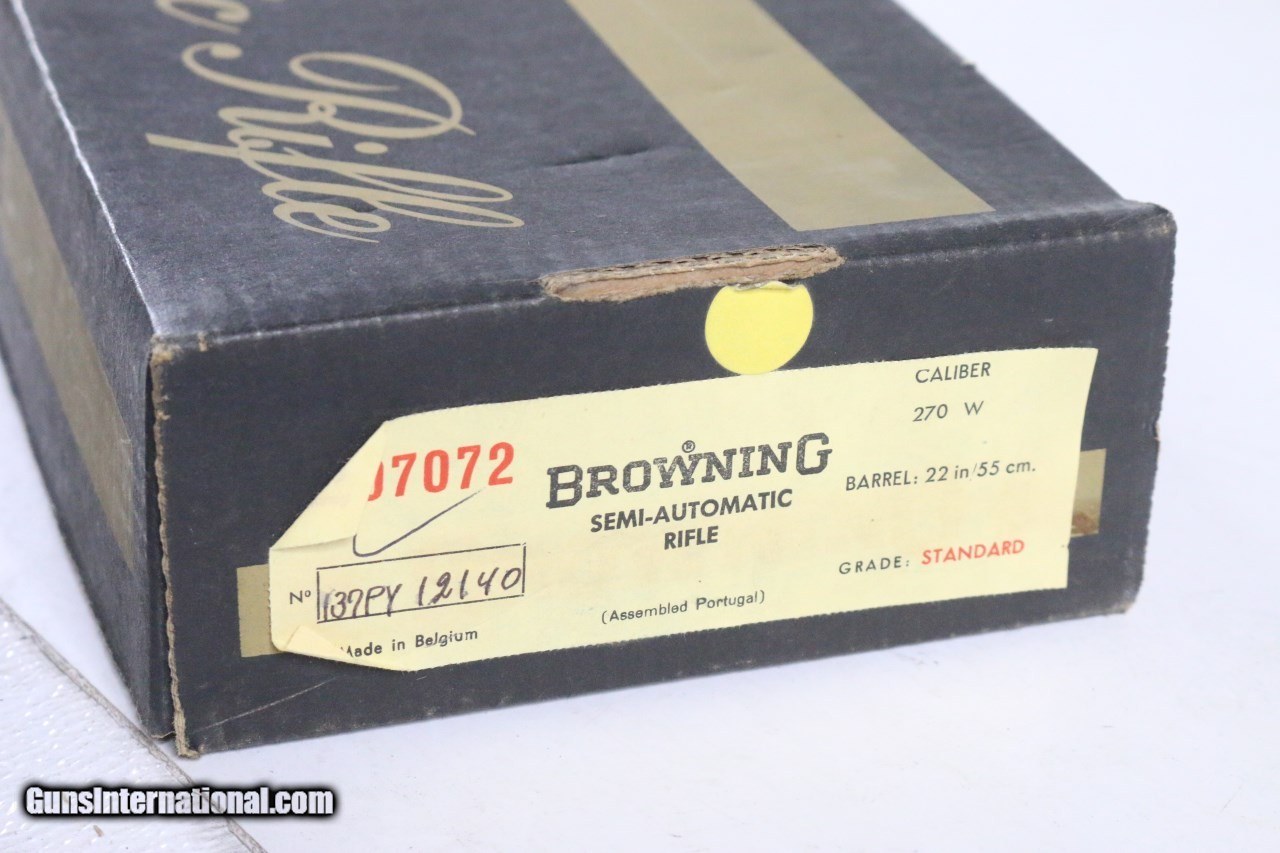 Rifle
07072
BROWNING
®
SEMI-AUTOMATIC
RIFLE
CALIBER
270 W
BARREL: 22 in/55 cm.
GRADE: STANDARD
Nº 137PY 12140
Made in Belgium
(Assembled Portugal)
GunsInternational.com